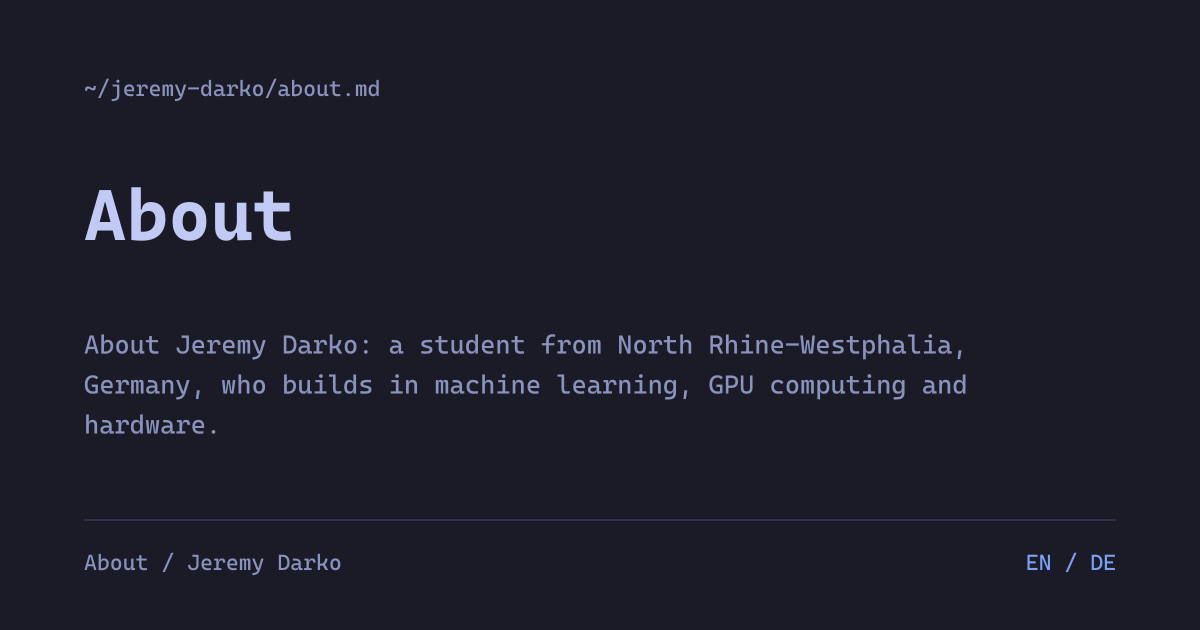 ~/jeremy-darko/about.md
About
About Jeremy Darko: a student from North Rhine-Westphalia,
Germany, who builds in machine learning, GPU computing and
hardware.
About / Jeremy Darko
EN / DE